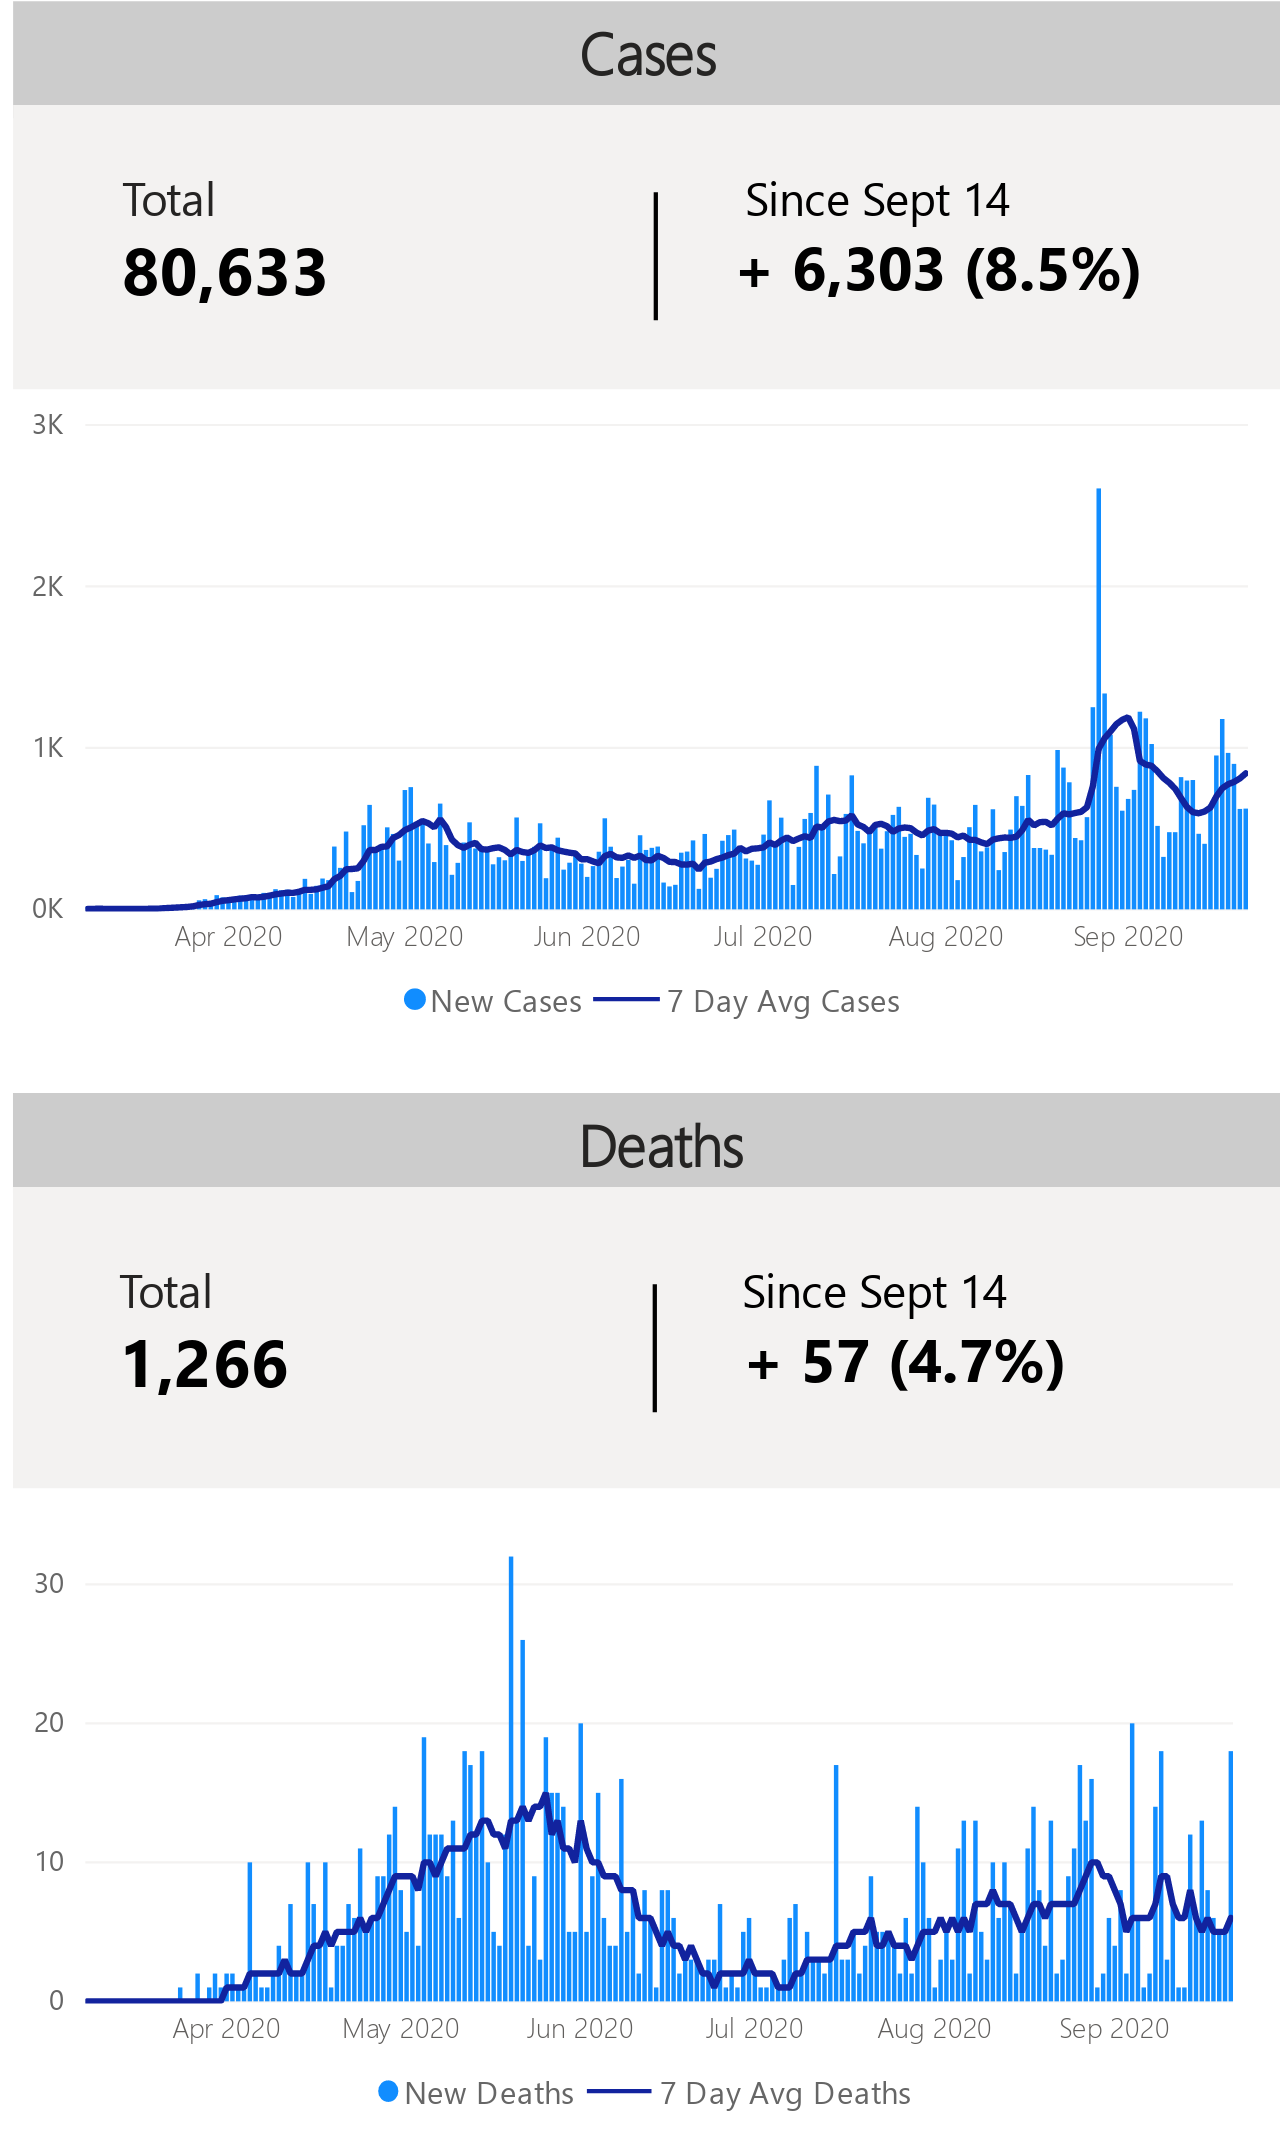 Cases
Total
80,633
Since Sept 14
+ 6,303 (8.5%)
3K
2K
1K
0K
Apr 2020 May 2020 Jun 2020 Jul 2020 Aug 2020 Sep 2020
New Cases 7 Day Avg Cases
Deaths
Total
1,266
Since Sept 14
+ 57 (4.7%)
30
20
10
0
Apr 2020 May 2020 Jun 2020 Jul 2020 Aug 2020 Sep 2020
New Deaths 7 Day Avg Deaths